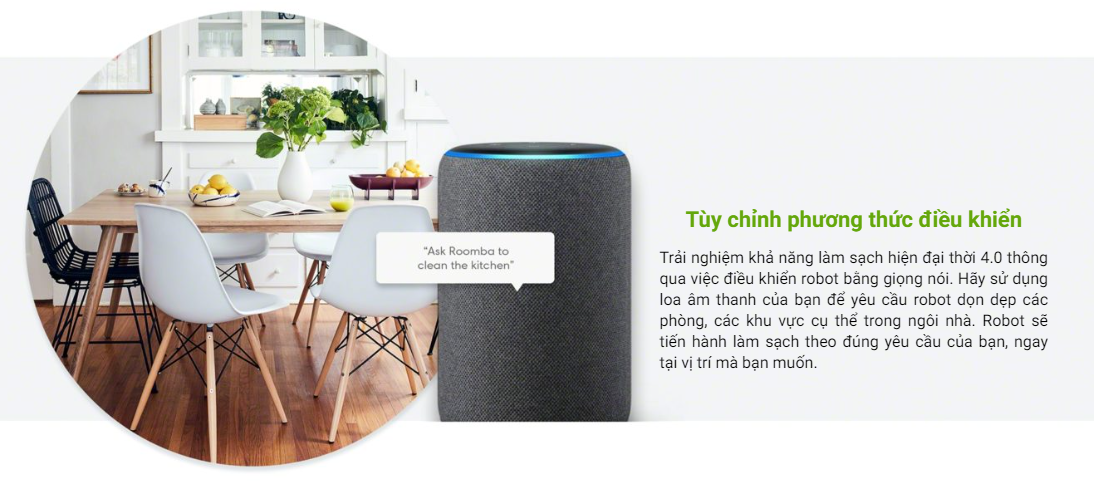 “Ask Roomba to
clean the kitchen”
Tùy chỉnh phương thức điều khiển
Trải nghiệm khả năng làm sạch hiện đại thời 4.0 thông
qua việc điều khiển robot bằng giọng nói. Hãy sử dụng
loa âm thanh của bạn để yêu cầu robot dọn dẹp các
phòng, các khu vực cụ thể trong ngôi nhà. Robot sẽ
tiến hành làm sạch theo đúng yêu cầu của bạn, ngay
tại vị trí mà bạn muốn.